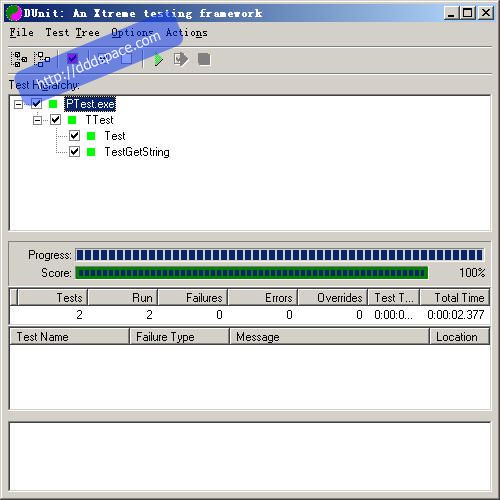 DUnit: An Xtreme testing framework
File Test Tree Options Actions
http://dddspace.com
Test Hierarchy:
PTest.exe
TTest
Test
TestGetString
Progress:
Score: 100%
Tests Run Failures Errors Overrides Test T... Total Time
2 2 0 0 0 0:00:0... 0:00:02.377
Test Name Failure Type Message Location